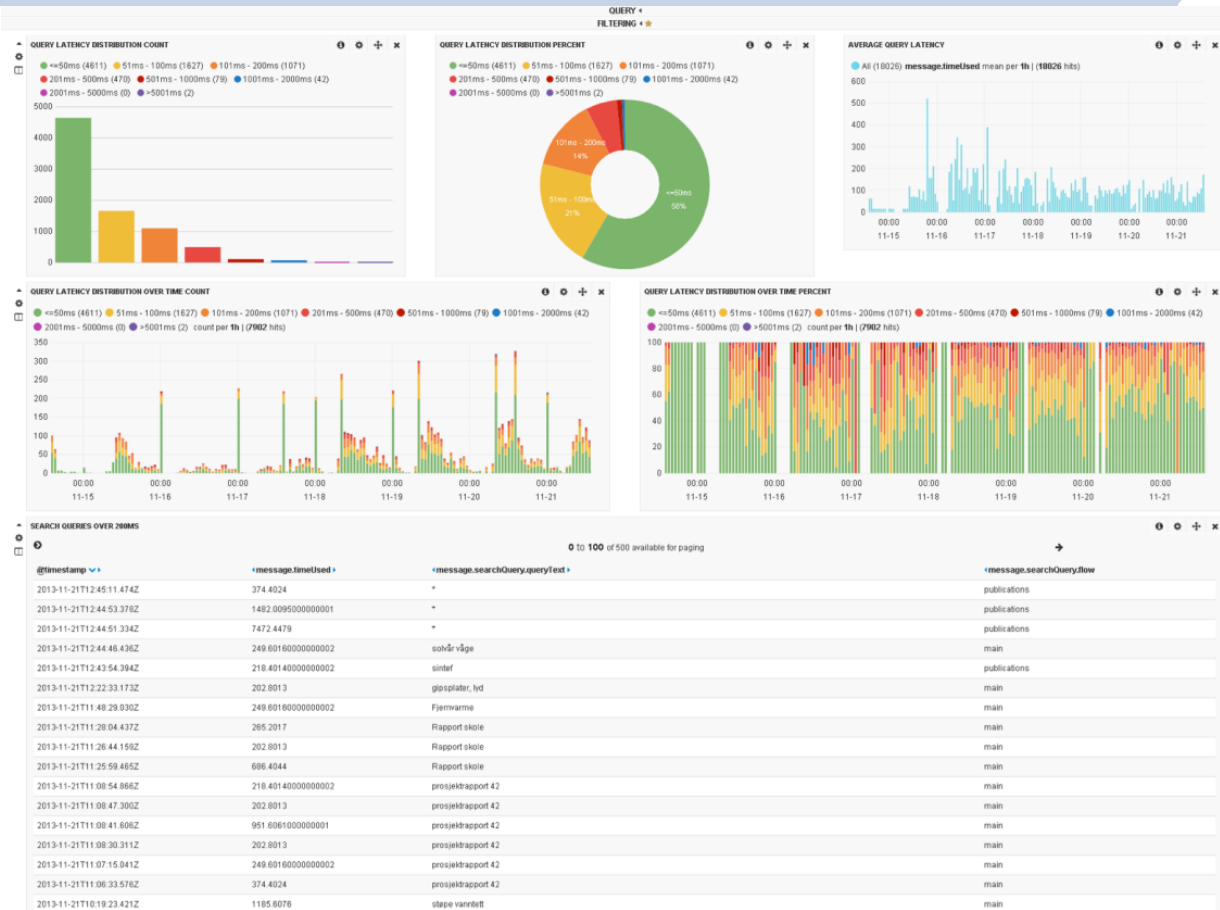 QUERY
FILTERING
QUERY LATENCY DISTRIBUTION COUNT
<=50ms (4611) 51ms - 100ms (1627) 101ms - 200ms (1071)
201ms - 500ms (470) 501ms - 1000ms (79) 1001ms - 2000ms (42)
2001ms - 5000ms (0) >5001ms (2)
5000
4000
3000
2000
1000
0
QUERY LATENCY DISTRIBUTION PERCENT
<=50ms (4611) 51ms - 100ms (1627) 101ms - 200ms (1071)
201ms - 500ms (470) 501ms - 1000ms (79) 1001ms - 2000ms (42)
2001ms - 5000ms (0) >5001ms (2)
101ms - 200ms
14%
51ms - 100ms
21%
<=50ms
58%
AVERAGE QUERY LATENCY
All (18026) message.timeUsed mean per 1h | (18026 hits)
600
500
400
300
200
100
0
00:00 00:00 00:00 00:00 00:00 00:00 00:00
11-15 11-16 11-17 11-18 11-19 11-20 11-21
QUERY LATENCY DISTRIBUTION OVER TIME COUNT
<=50ms (4611) 51ms - 100ms (1627) 101ms - 200ms (1071) 201ms - 500ms (470) 501ms - 1000ms (79) 1001ms - 2000ms (42)
2001ms - 5000ms (0) >5001ms (2) count per 1h | (7902 hits)
350
300
250
200
150
100
50
0
00:00 00:00 00:00 00:00 00:00 00:00 00:00
11-15 11-16 11-17 11-18 11-19 11-20 11-21
QUERY LATENCY DISTRIBUTION OVER TIME PERCENT
<=50ms (4611) 51ms - 100ms (1627) 101ms - 200ms (1071) 201ms - 500ms (470) 501ms - 1000ms (79) 1001ms - 2000ms (42)
2001ms - 5000ms (0) >5001ms (2) count per 1h | (7902 hits)
100
80
60
40
20
0
00:00 00:00 00:00 00:00 00:00 00:00 00:00
11-15 11-16 11-17 11-18 11-19 11-20 11-21
SEARCH QUERIES OVER 200MS
0 to 100 of 500 available for paging
@timestamp message.timeUsed message.searchQuery.queryText message.searchQuery.flow
2013-11-21T12:45:11.474Z 374.4024 * publications
2013-11-21T12:44:53.378Z 1482.0095000000001 * publications
2013-11-21T12:44:51.334Z 7472.4479 * publications
2013-11-21T12:44:46.436Z 249.60160000000002 solvår våge main
2013-11-21T12:43:54.394Z 218.40140000000002 sintef publications
2013-11-21T12:22:33.173Z 202.8013 gipsplater, lyd main
2013-11-21T11:48:29.030Z 249.60160000000002 Fjernvarme main
2013-11-21T11:28:04.437Z 265.2017 Rapport skole main
2013-11-21T11:26:44.159Z 202.8013 Rapport skole main
2013-11-21T11:25:59.465Z 686.4044 Rapport skole main
2013-11-21T11:08:54.866Z 218.40140000000002 prosjektrapport 42 main
2013-11-21T11:08:47.300Z 202.8013 prosjektrapport 42 main
2013-11-21T11:08:41.606Z 951.6061000000001 prosjektrapport 42 main
2013-11-21T11:08:30.311Z 202.8013 prosjektrapport 42 main
2013-11-21T11:07:15.041Z 249.60160000000002 prosjektrapport 42 main
2013-11-21T11:06:33.576Z 374.4024 prosjektrapport 42 main
2013-11-21T10:19:23.421Z 1185.6076 støpe vanntett main